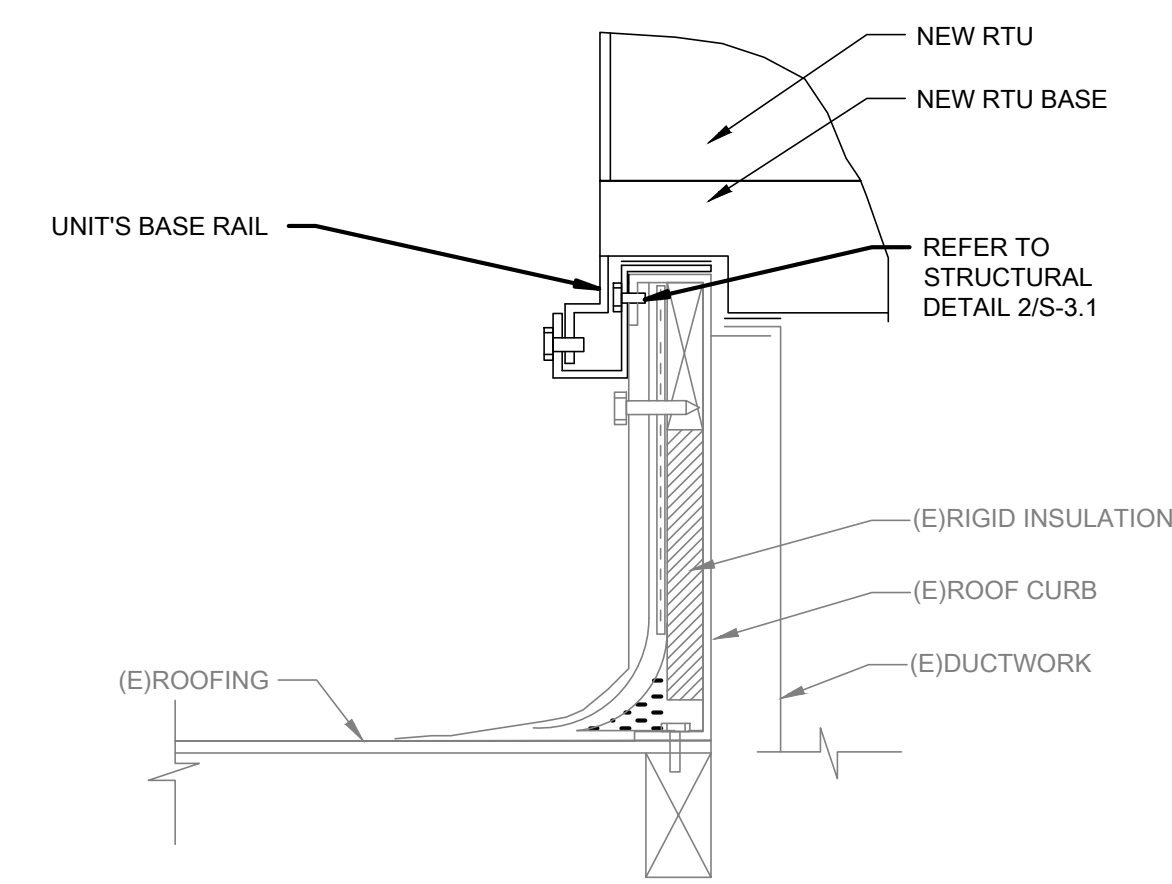 NEW RTU
NEW RTU BASE
UNIT'S BASE RAIL
REFER TO
STRUCTURAL
DETAIL 2/S-3.1
(E)RIGID INSULATION
(E)ROOF CURB
(E)DUCTWORK
(E)ROOFING